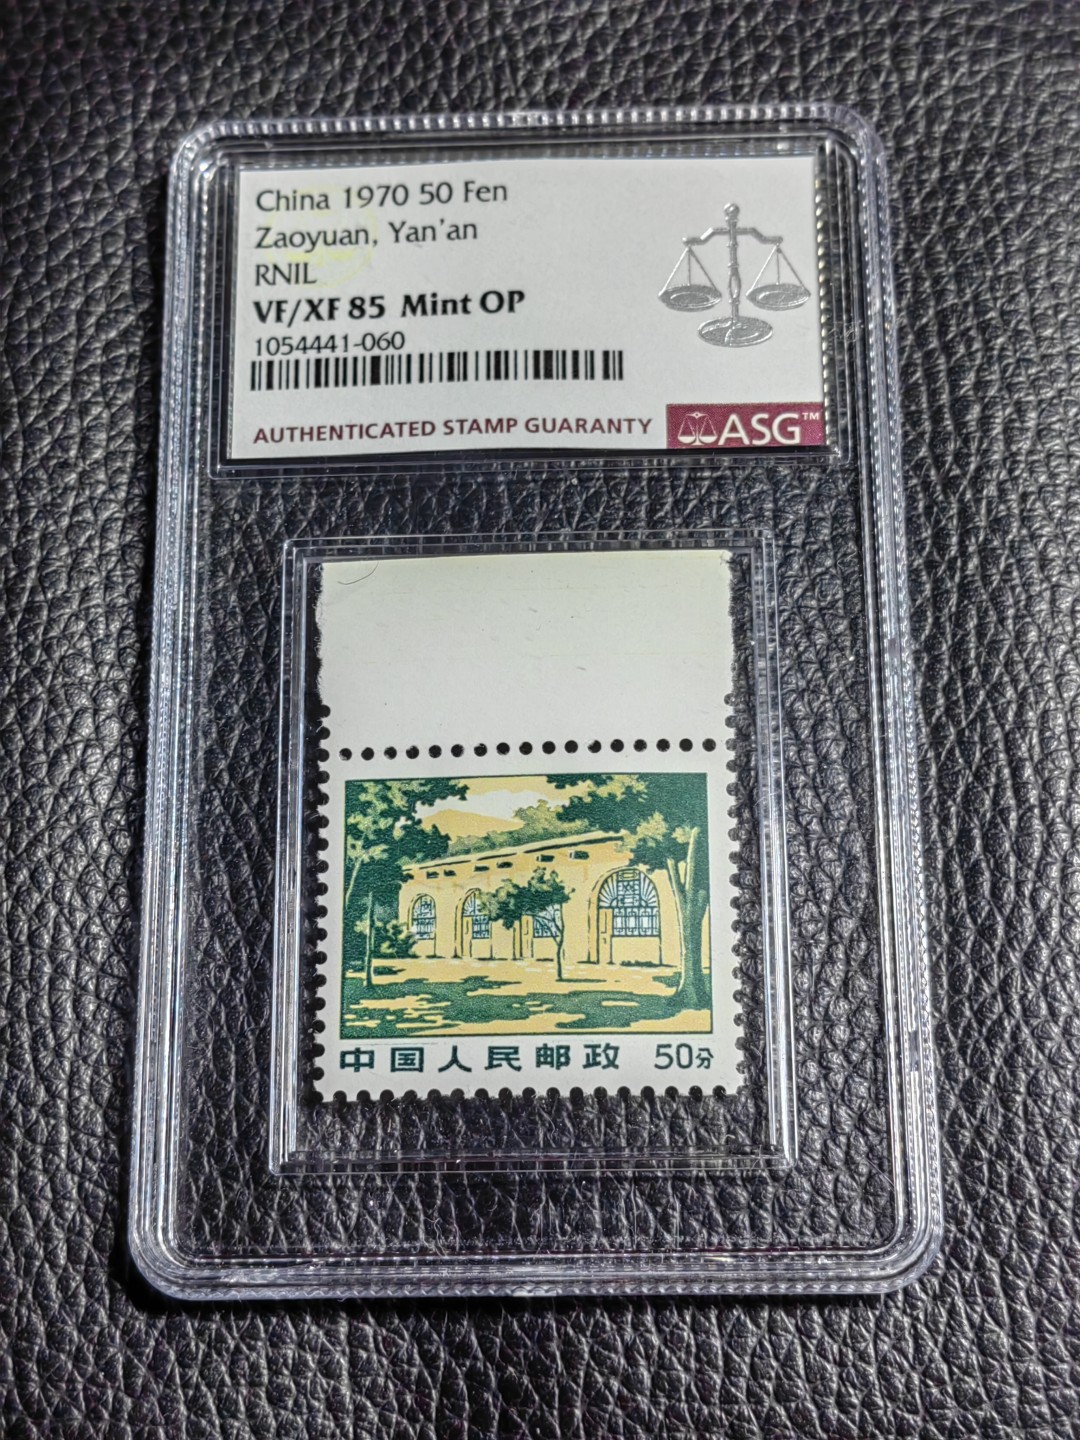 China 1970 50 Fen
Zaoyuan, Yan'an
RNIL
VF/XF 85 Mint OP
1054441-060
AUTHENTICATED STAMP GUARANTY
ASG™
中国人民邮政 50分